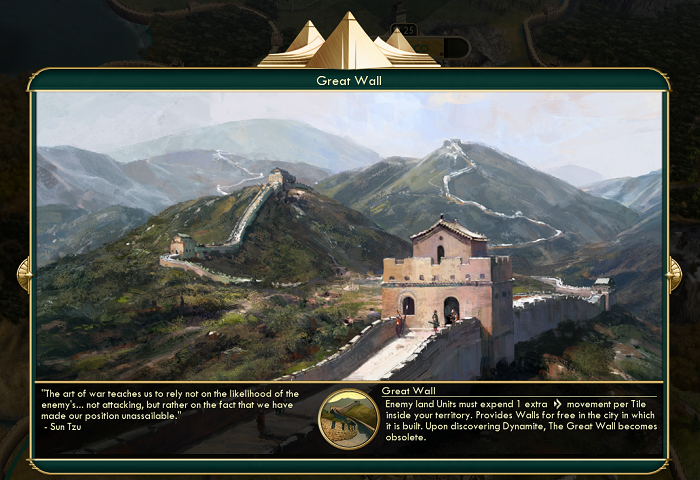 25
Great Wall
"The art of war teaches us to rely not on the likelihood of the
enemy's... not attacking, but rather on the fact that we have
made our position unassailable."
- Sun Tzu
Great Wall
Enemy land Units must expend 1 extra movement per Tile
inside your territory. Provides Walls for free in the city in which
it is built. Upon discovering Dynamite, The Great Wall becomes
obsolete.